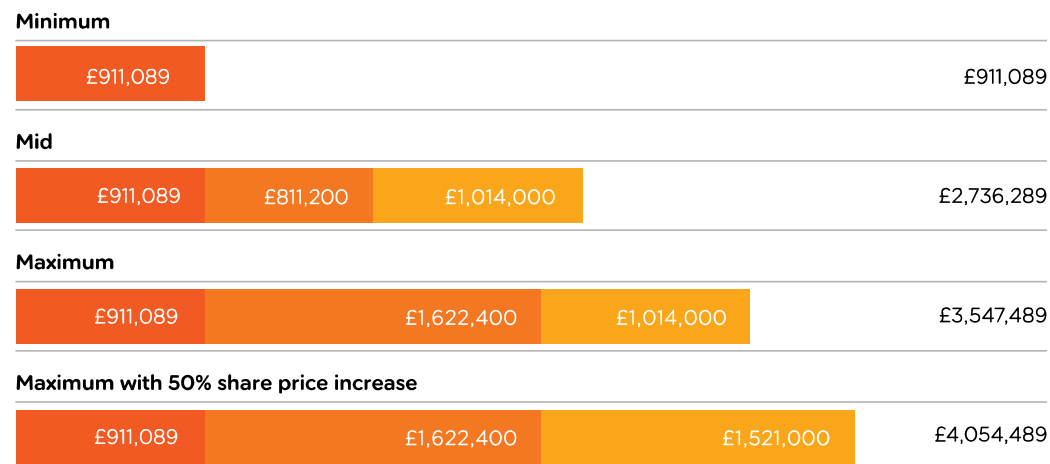 Minimum
£911,089 £911,089
Mid
£911,089 £811,200 £1,014,000 £2,736,289
Maximum
£911,089 £1,622,400 £1,014,000 £3,547,489
Maximum with 50% share price increase
£911,089 £1,622,400 £1,521,000 £4,054,489